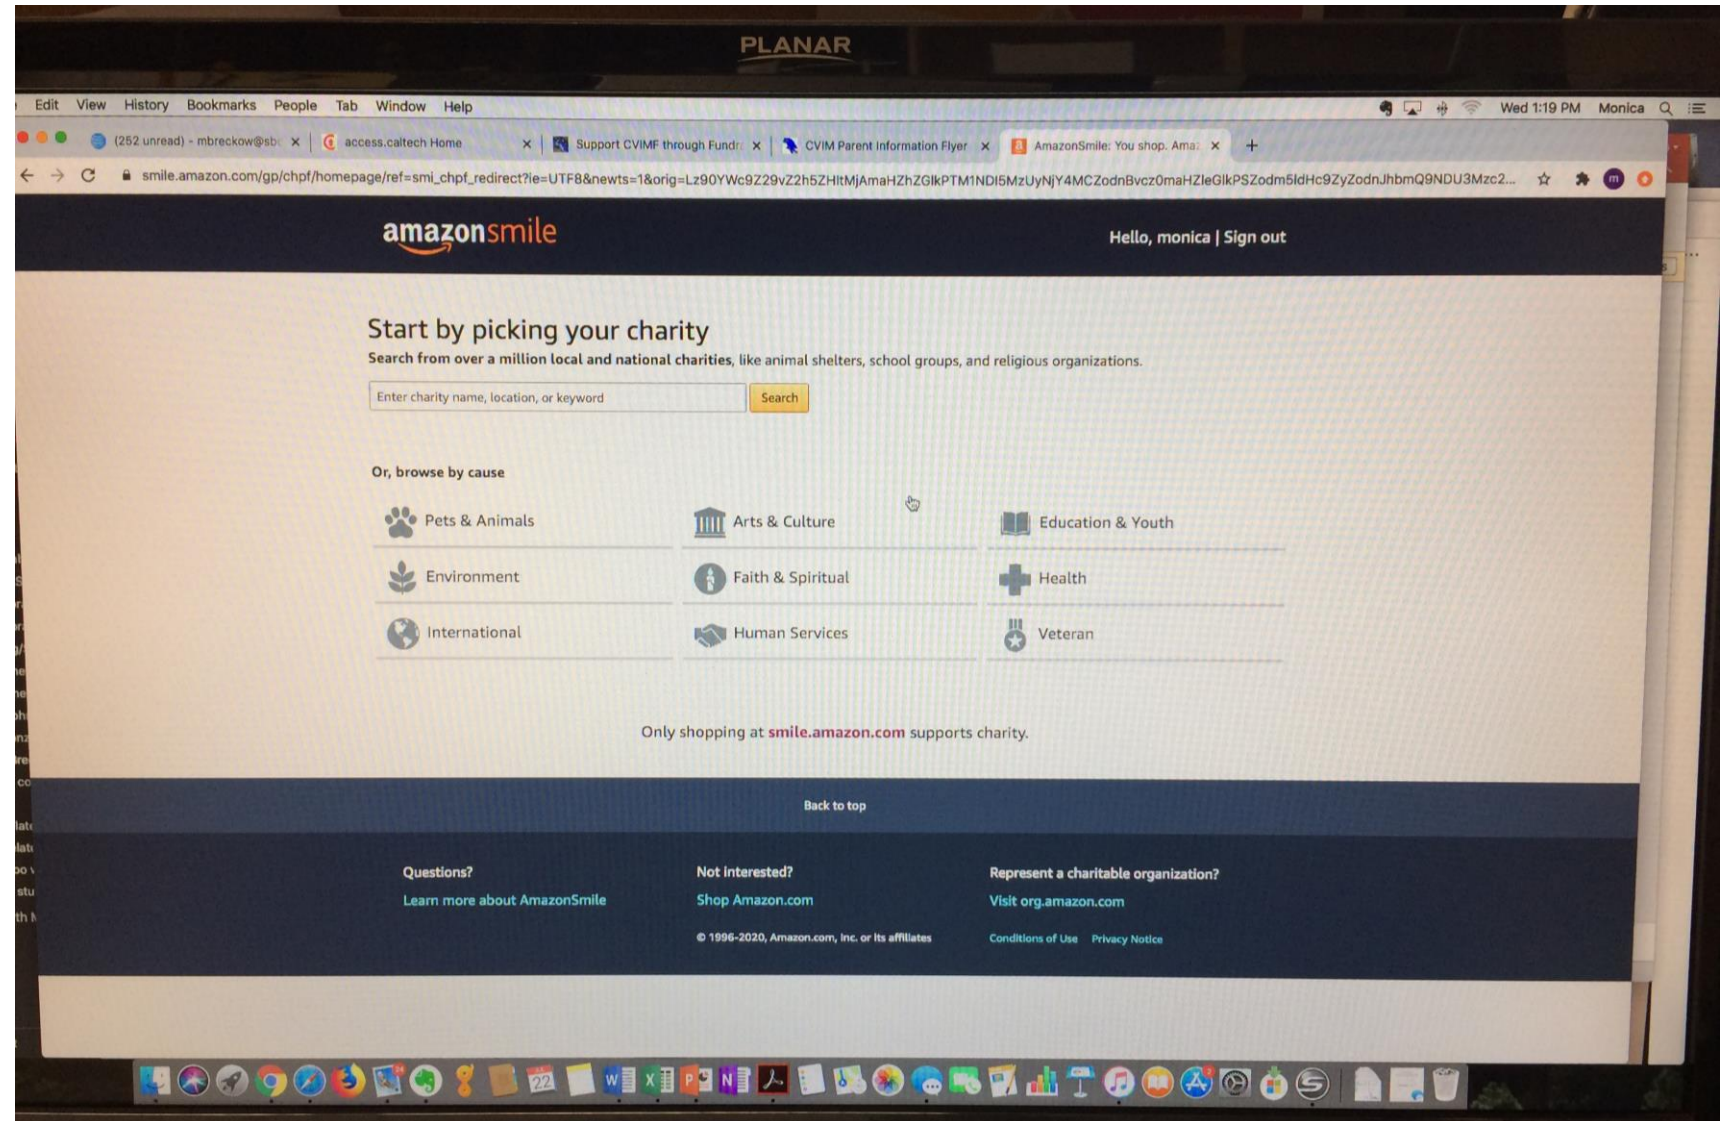 PLANAR
Edit View History Bookmarks People Tab Window Help Wed 1:19 PM Monica
(252 unread) - mbreckow@sbc access.caltech Home Support CVIMF through Fundr CVIM Parent Information Flyer AmazonSmile: You shop. Ama
smile.amazon.com/gp/chpf/homepage/ref=smi_chpf_redirect?ie=UTF8&newts=1&orig=Lz90YWc9Z29vZ2h5ZHItMjAmaHZhZGlkPTM1NDI5MzUyNjY4MCZodnBvcz0maHZleGlkPSZodm5ldHc9ZyZodnJhbmQ9NDU3Mzc2... m
amazonsmile
Hello, monica | Sign out
Start by picking your charity
Search from over a million local and national charities, like animal shelters, school groups, and religious organizations.
Enter charity name, location, or keyword Search
Or, browse by cause
Pets & Animals Arts & Culture Education & Youth
Environment Faith & Spiritual Health
International Human Services Veteran
Only shopping at smile.amazon.com supports charity.
Back to top
Questions? Not interested? Represent a charitable organization?
Learn more about AmazonSmile Shop Amazon.com Visit org.amazon.com
© 1996-2020, Amazon.com, Inc. or its affiliates Conditions of Use Privacy Notice
22